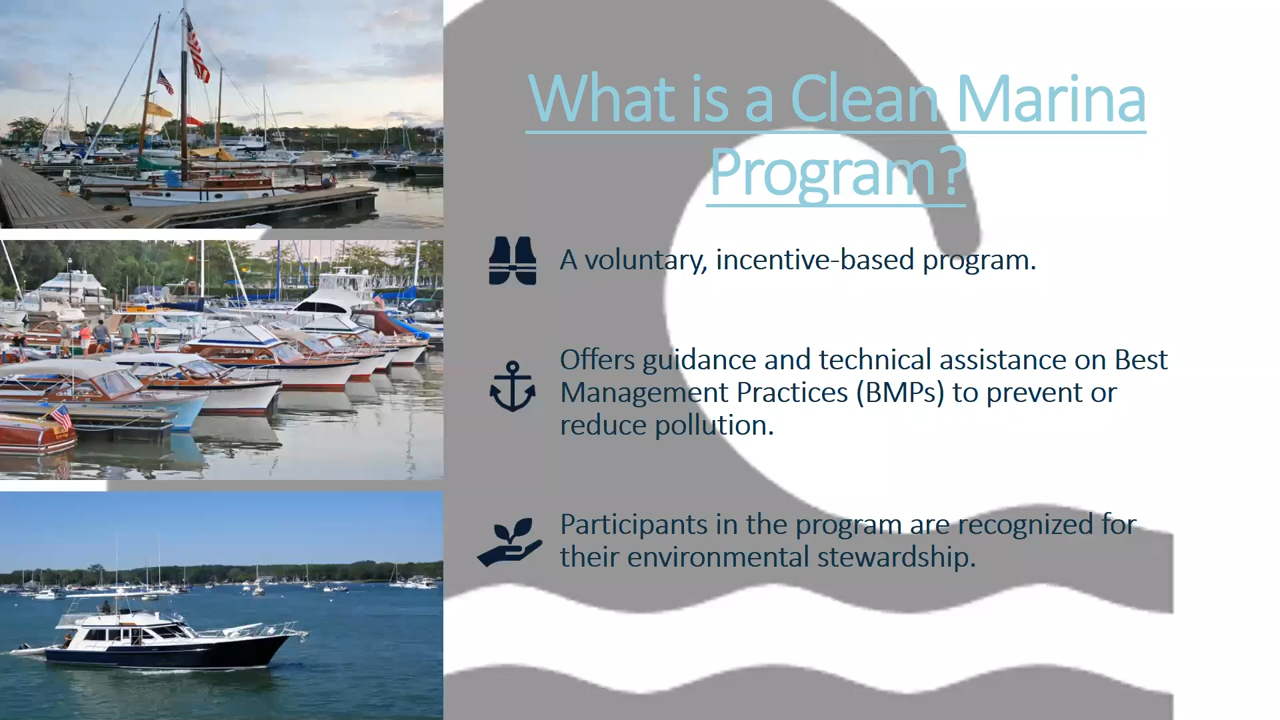 What is a Clean Marina
Program?
A voluntary, incentive-based program.
Offers guidance and technical assistance on Best
Management Practices (BMPs) to prevent or
reduce pollution.
Participants in the program are recognized for
their environmental stewardship.